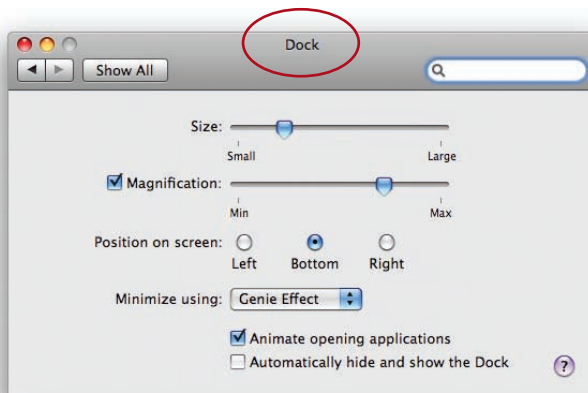 Dock
Show All
Size:
Small Large
Magnification:
Min Max
Position on screen:
Left Bottom Right
Minimize using: Genie Effect
Animate opening applications
Automatically hide and show the Dock ?